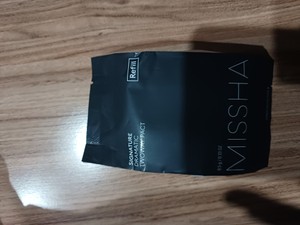 Refill
SIGNATURE
DRAMATIC
TWO-WAY PACT
MISSHA